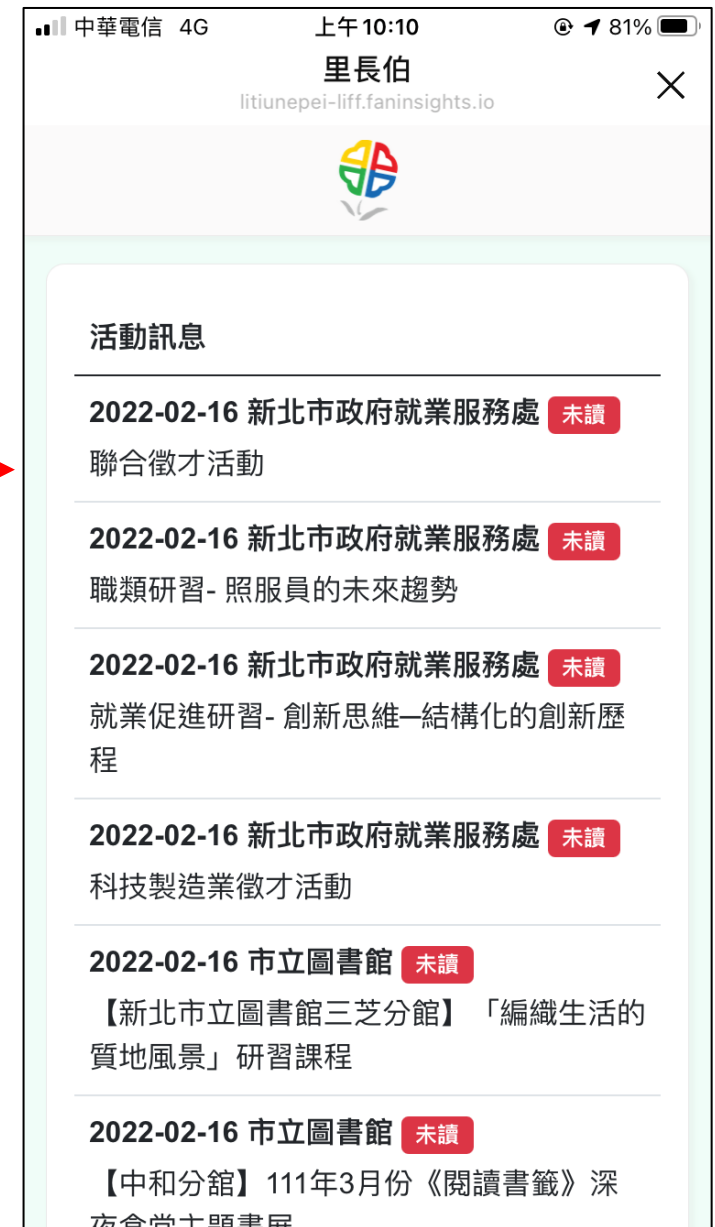 中華電信 4G 上午10:10 81%
里長伯
litiunepei-liff.faninsights.io
活動訊息
2022-02-16 新北市政府就業服務處 未讀
聯合徵才活動
2022-02-16 新北市政府就業服務處 未讀
職類研習- 照服員的未來趨勢
2022-02-16 新北市政府就業服務處 未讀
就業促進研習- 創新思維─結構化的創新歷
程
2022-02-16 新北市政府就業服務處 未讀
科技製造業徵才活動
2022-02-16 市立圖書館 未讀
【新北市立圖書館三芝分館】「編織生活的
質地風景」研習課程
2022-02-16 市立圖書館 未讀
【中和分舘】111年3月份《閱讀書籤》深
夜食堂主題書展